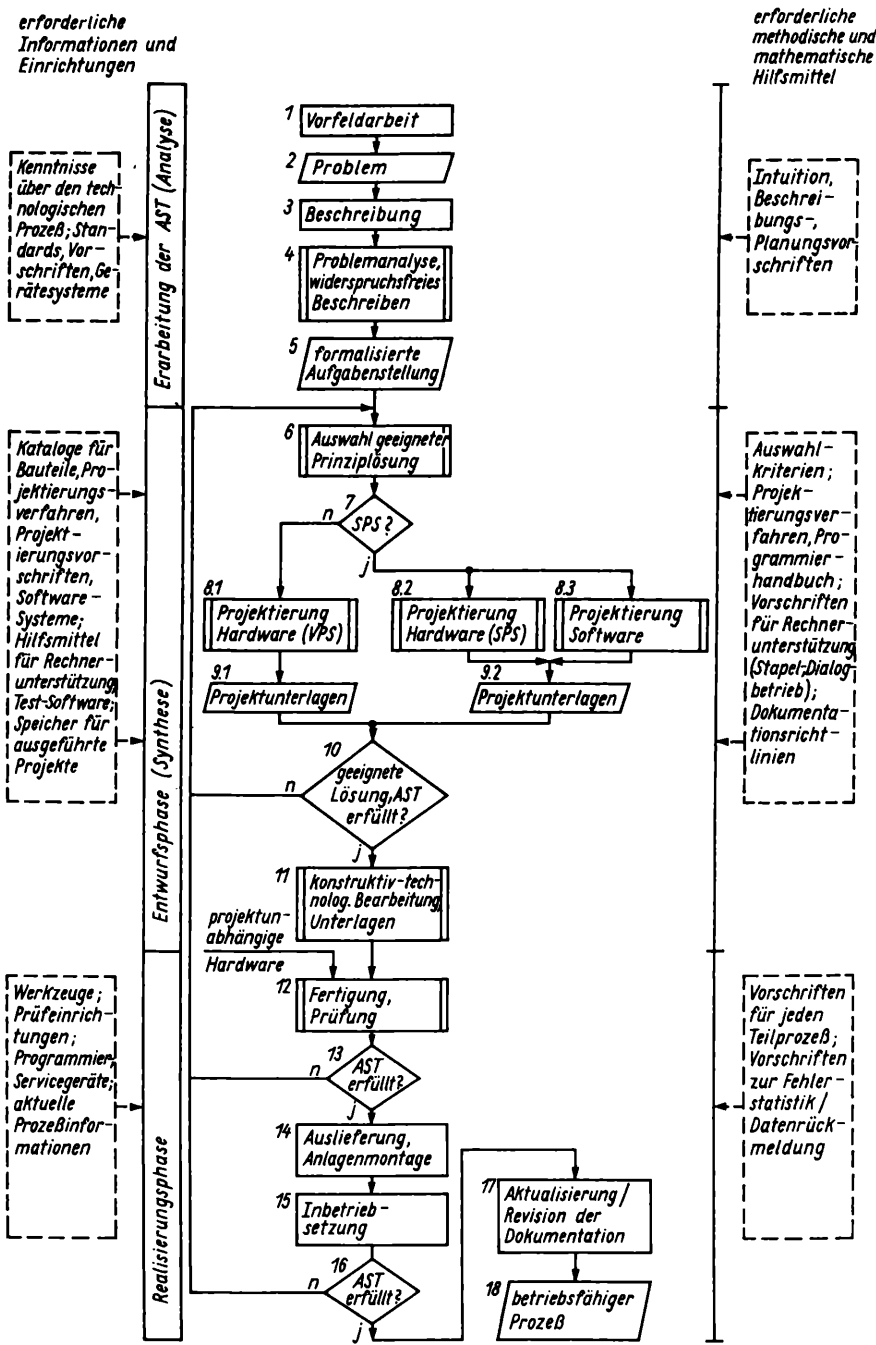 erforderliche
Informationen und
Einrichtungen
erforderliche
methodische und
mathematische
Hilfsmittel
Erarbeitung der AST (Analyse)
Kenntnisse
über den tech-
nologischen
Prozeß; Stan-
dards, Vor-
schriften, Ge-
rätesysteme
1 Vorfeldarbeit
2 Problem
3 Beschreibung
4 Problemanalyse,
widerspruchsfreies
Beschreiben
5 formalisierte
Aufgabenstellung
Intuition,
Beschrei-
bungs-,
Planungsvor-
schriften
Entwurfsphase (Synthese)
Kataloge für
Bauteile, Pro-
jektierungs-
verfahren,
Projekt-
ierungsvor-
schriften,
Software-
Systeme;
Hilfsmittel
für Rechner-
unterstützung,
Test-Software;
Speicher für
ausgeführte
Projekte
6 Auswahl geeigneter
Prinziplösung
7
n SPS?
j
8.1 8.2 8.3
Projektierung
Hardware (VPS)
Projektierung
Hardware (SPS)
Projektierung
Software
9.1 9.2
Projektunterlagen
Projektunterlagen
10
geeignete
n Lösung, AST
erfüllt?
j
11 Konstruktiv-tech-
nolog. Bearbeitung,
Unterlagen
Auswahl-
kriterien;
Projek-
tierungsver-
fahren, Pro-
grammier-
handbuch;
Vorschriften
für Rechner-
unterstützung
(Stapel-, Dialog-
betrieb);
Dokumenta-
tionsricht-
linien
projektun-
abhängige
Hardware
Realisierungsphase
Werkzeuge;
Prüfeinrich-
tungen;
Programmier-,
Servicegeräte;
aktuelle
Prozeßinfor-
mationen
12 Fertigung,
Prüfung
13
n AST
erfüllt?
j
14 Auslieferung,
Anlagenmontage
15 Inbetrieb-
setzung
16
n AST
erfüllt?
j
17 Aktualisierung/
Revision der
Dokumentation
18 betriebsfähiger
Prozeß
Vorschriften
für jeden
Teilprozeß;
Vorschriften
zur Fehler-
statistik/
Datenrück-
meldung